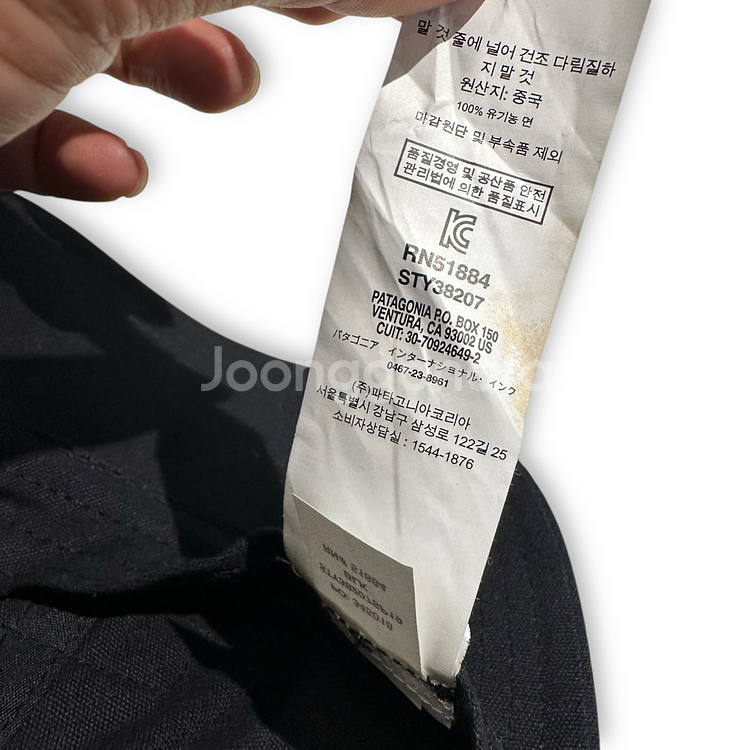 말 것 줄에 널어 건조 다림질하
지 말 것
원산지: 중국
100% 유기농 면
마감원단 및 부속품 제외
품질경영 및 공산품 안전
관리법에 의한 품질표시
RN51884
STY38207
PATAGONIA P.O. BOX 150
VENTURA, CA 93002 US
CUIT: 30-70924649-2
パタゴニア インターナショナル・インク
0467-23-8961
(주)파타고니아코리아
서울특별시 강남구 삼성로 122길 25
소비자상담실 : 1544-1876
RN# 51884
BLK
STY38207SP19